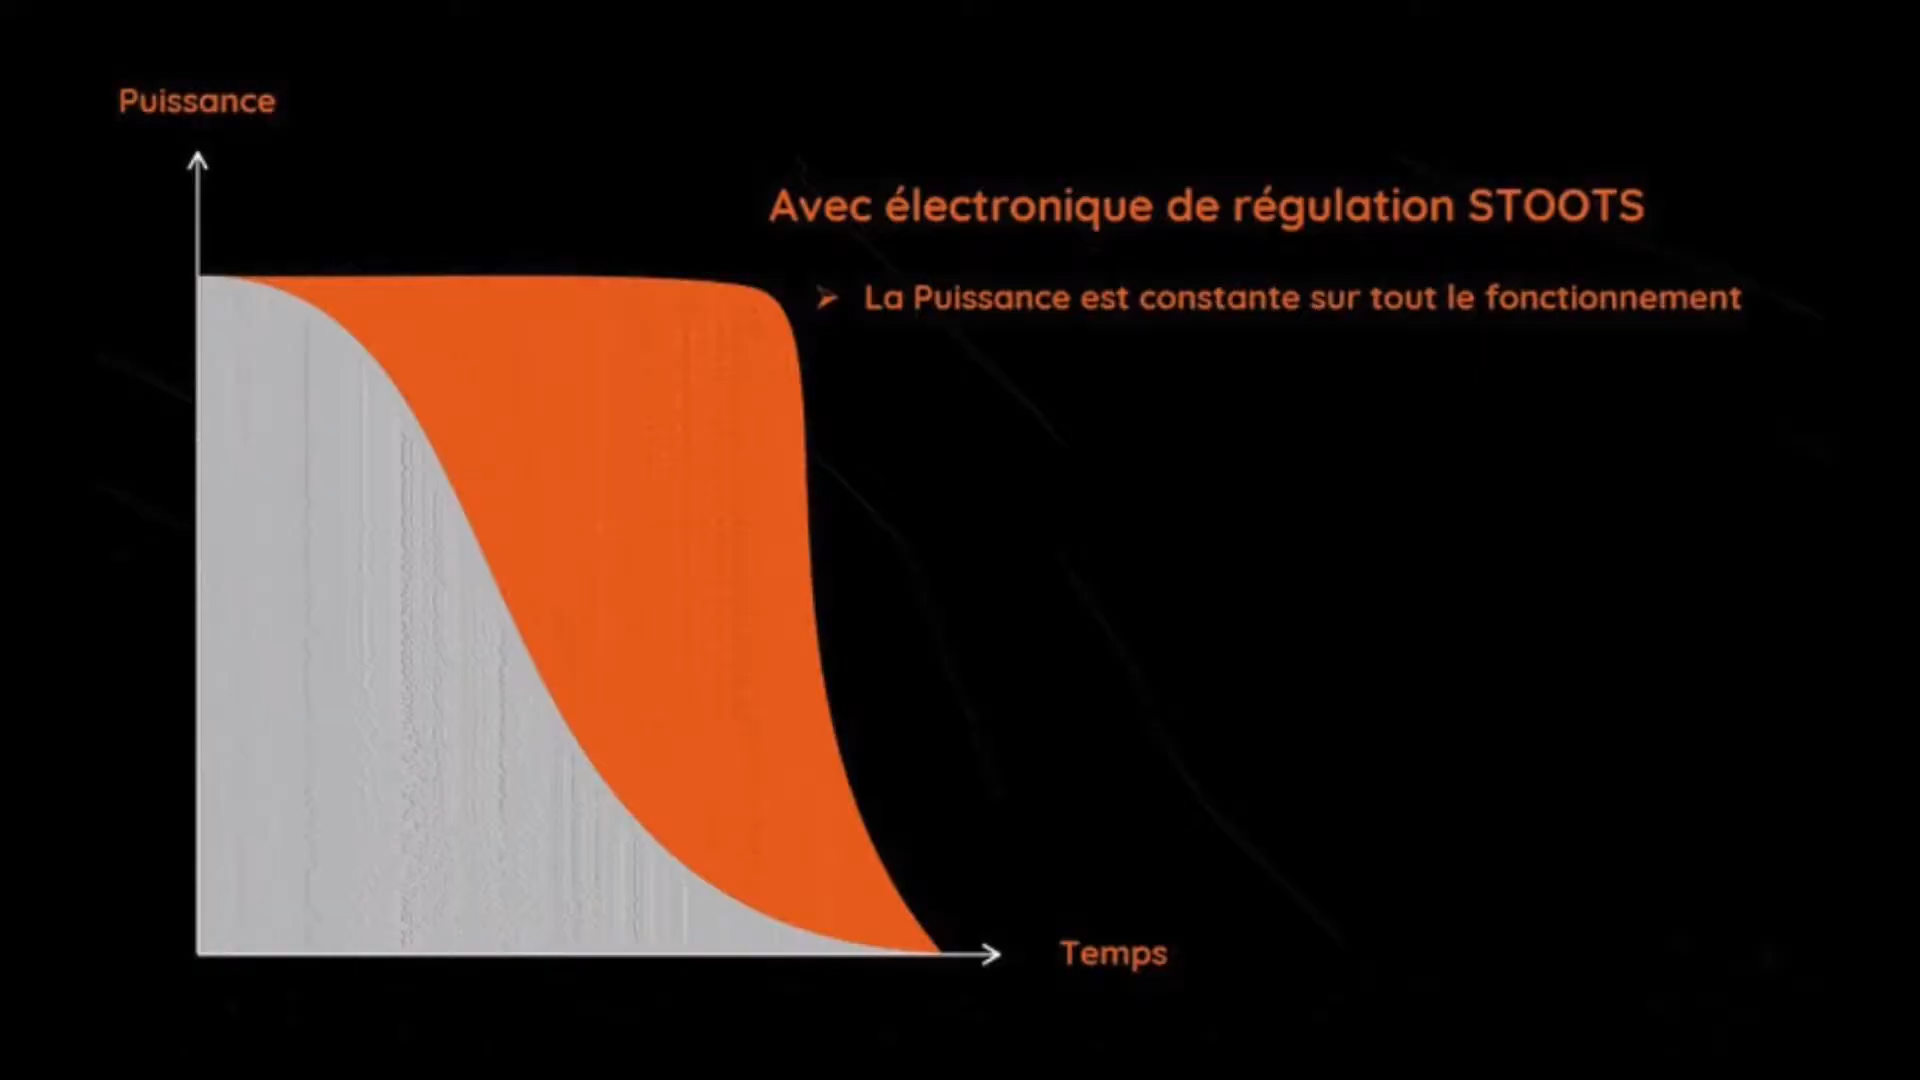 Puissance
Avec électronique de régulation STOOTS
➤ La Puissance est constante sur tout le fonctionnement
Temps